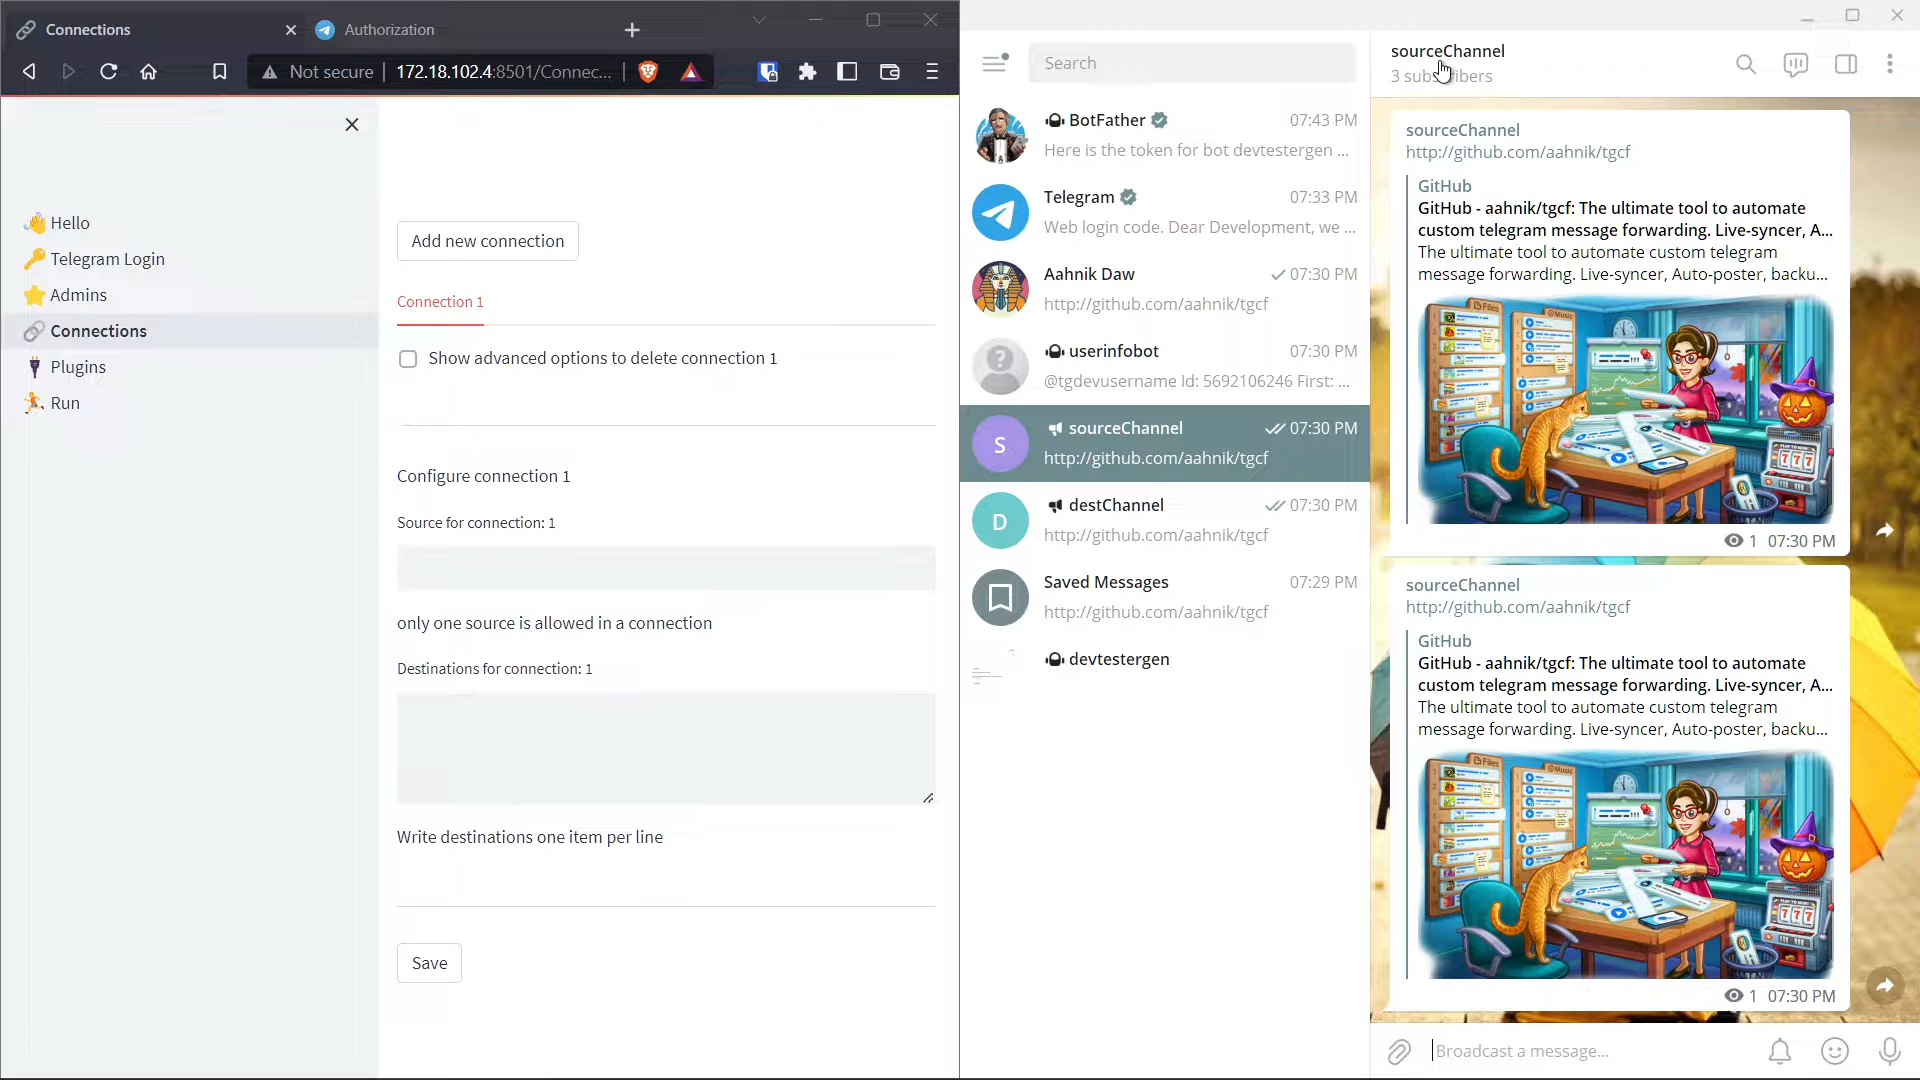 Connections
Authorization
Not secure
172.18.102.4:8501/Connec...
Hello
Telegram Login
Admins
Connections
Plugins
Run
Add new connection
Connection 1
Show advanced options to delete connection 1
Configure connection 1
Source for connection: 1
only one source is allowed in a connection
Destinations for connection: 1
Write destinations one item per line
Save
Search
BotFather 07:43 PM
Here is the token for bot devtestergen ...
Telegram 07:33 PM
Web login code. Dear Development, we ...
Aahnik Daw 07:30 PM
http://github.com/aahnik/tgcf
userinfobot 07:30 PM
@tgdevusername Id: 5692106246 First: ...
S
sourceChannel 07:30 PM
http://github.com/aahnik/tgcf
D
destChannel 07:30 PM
http://github.com/aahnik/tgcf
Saved Messages 07:29 PM
http://github.com/aahnik/tgcf
devtestergen
sourceChannel
3 subscribers
sourceChannel
http://github.com/aahnik/tgcf
GitHub
GitHub - aahnik/tgcf: The ultimate tool to automate
custom telegram message forwarding. Live-syncer, A...
The ultimate tool to automate custom telegram
message forwarding. Live-syncer, Auto-poster, backu...
Files
Music
777
1 07:30 PM
sourceChannel
http://github.com/aahnik/tgcf
GitHub
GitHub - aahnik/tgcf: The ultimate tool to automate
custom telegram message forwarding. Live-syncer, A...
The ultimate tool to automate custom telegram
message forwarding. Live-syncer, Auto-poster, backu...
Files
Music
777
1 07:30 PM
Broadcast a message...